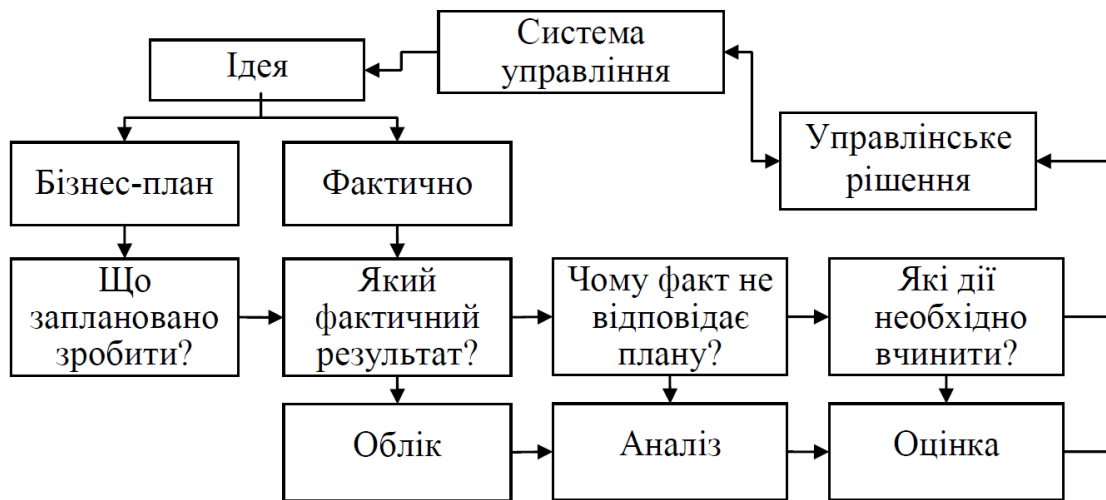 Система
управління
Ідея
Управлінське
рішення
Бізнес-план
Фактично
Що
заплановано
зробити?
Який
фактичний
результат?
Чому факт не
відповідає
плану?
Які дії
необхідно
вчинити?
Облік
Аналіз
Оцінка